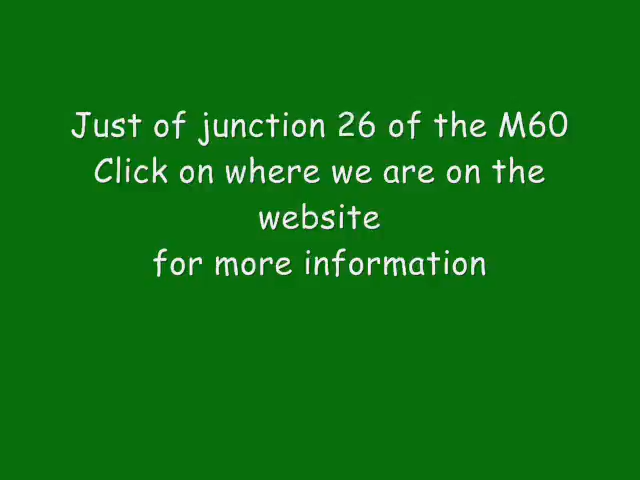 Just of junction 26 of the M60
Click on where we are on the
website
for more information